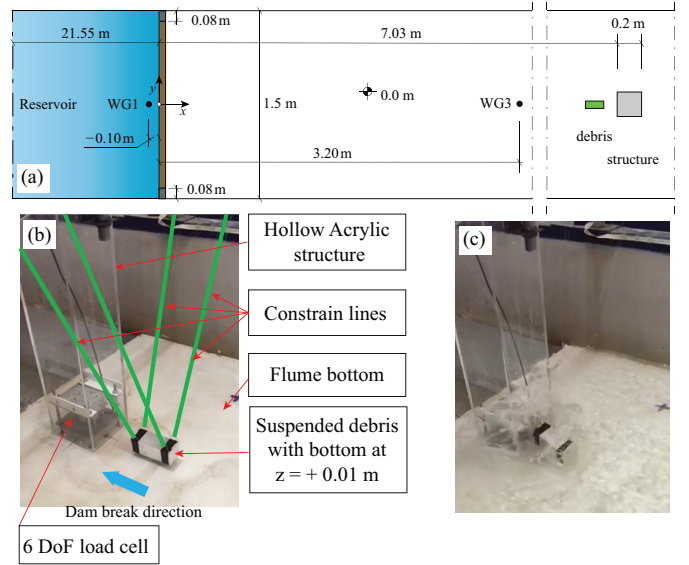 0.08 m
21.55 m
7.03 m
0.2 m
y
Reservoir
WG1
x
0.0 m
1.5 m
WG3
−0.10 m
debris
structure
3.20 m
(a)
0.08 m
(b)
Hollow Acrylic
structure
(c)
Constrain lines
Flume bottom
Suspended debris
with bottom at
z = + 0.01 m
Dam break direction
6 DoF load cell